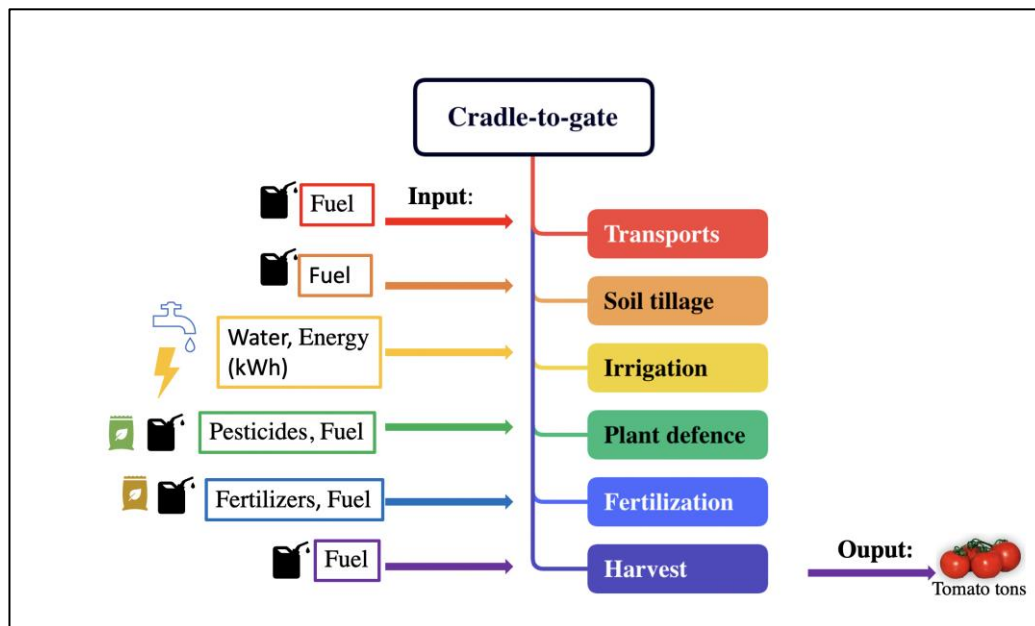 Cradle-to-gate
Fuel
Input:
Transports
Fuel
Soil tillage
Water, Energy
(kWh)
Irrigation
Pesticides, Fuel
Plant defence
Fertilizers, Fuel
Fertilization
Fuel
Harvest
Ouput:
Tomato tons